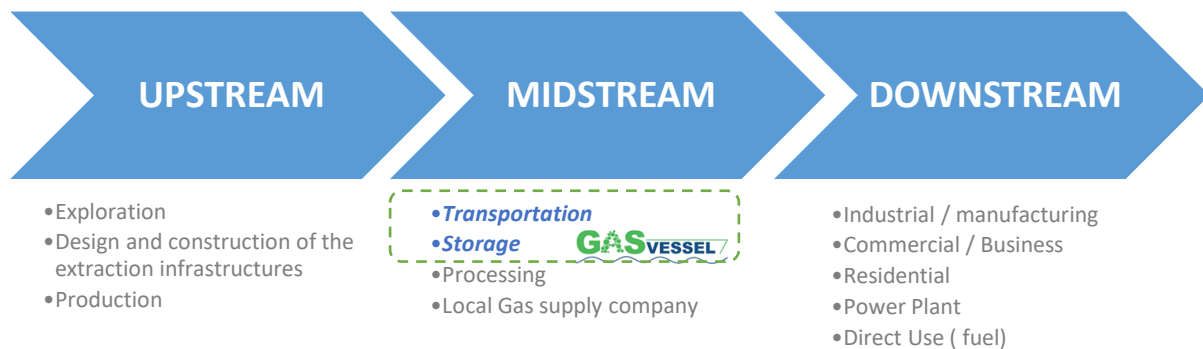 UPSTREAM
MIDSTREAM
DOWNSTREAM
•Exploration
•Design and construction of the
extraction infrastructures
•Production
•Transportation
•Storage
GASVESSEL
•Processing
•Local Gas supply company
•Industrial / manufacturing
•Commercial / Business
•Residential
•Power Plant
•Direct Use ( fuel)